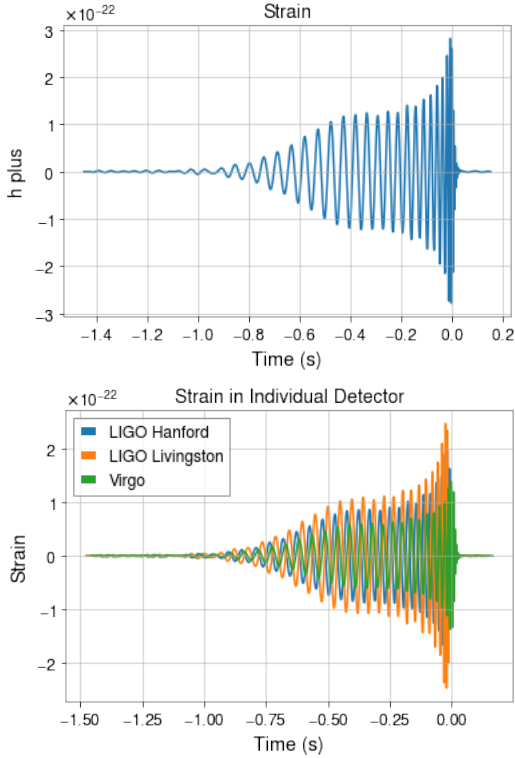 Strain
×10−22
3
2
1
0
−1
−2
−3
h plus
−1.4 −1.2 −1.0 −0.8 −0.6 −0.4 −0.2 0.0 0.2
Time (s)
×10−22 Strain in Individual Detector
LIGO Hanford
LIGO Livingston
Virgo
2
1
0
−1
−2
Strain
−1.50 −1.25 −1.00 −0.75 −0.50 −0.25 0.00
Time (s)